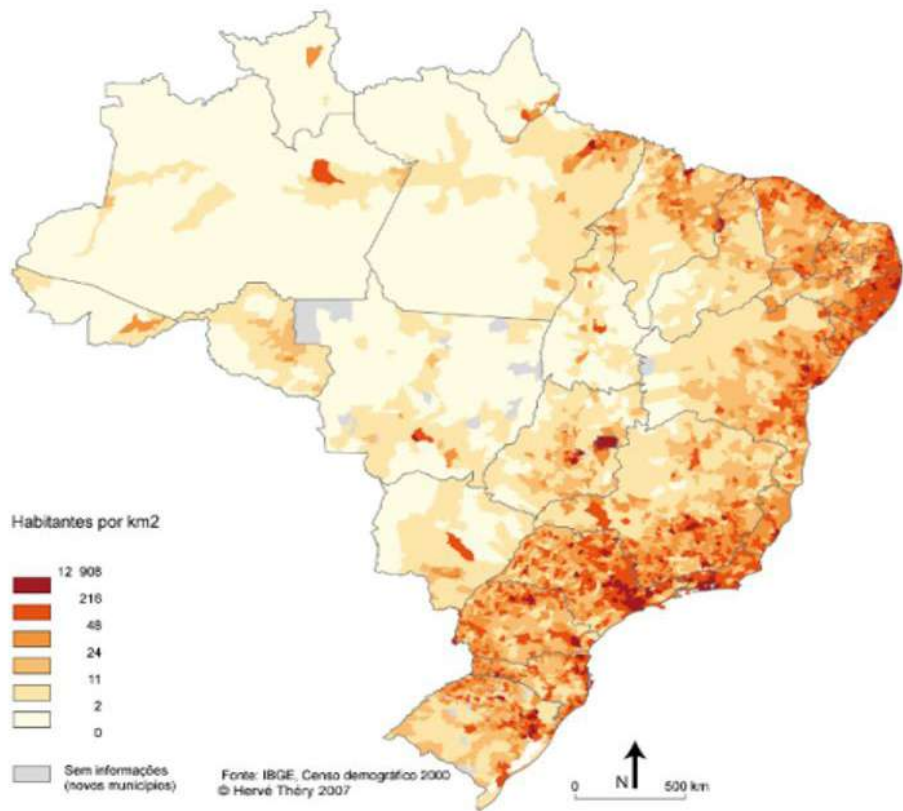 Habitantes por km2
12 908
216
48
24
11
2
0
Sem informações
(novos municípios)
Fonte: IBGE, Censo demográfico 2000
© Hervé Théry 2007
N
0 500 km